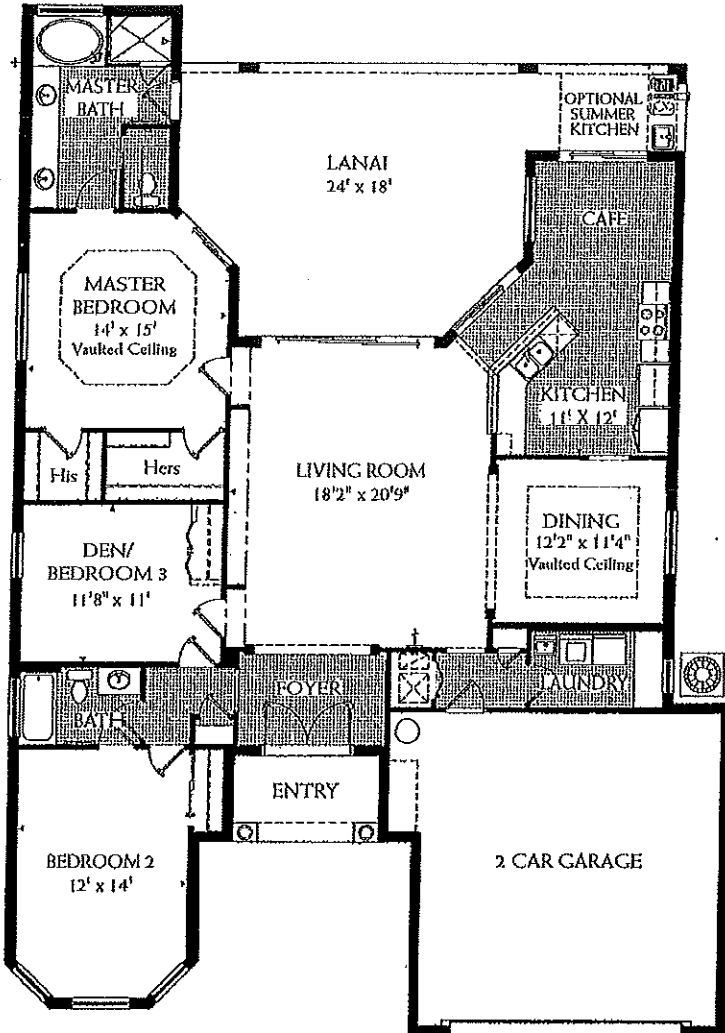 MASTER
BATH
OPTIONAL
SUMMER
KITCHEN
LANAI
24' x 18'
CAFE
MASTER
BEDROOM
14' x 15'
Vaulted Ceiling
KITCHEN
11' X 12'
His
Hers
LIVING ROOM
18'2" x 20'9"
DINING
12'2" x 11'4"
Vaulted Ceiling
DEN/
BEDROOM 3
11'8" x 11'
FOYER
LAUNDRY
BATH
ENTRY
BEDROOM 2
12' x 14'
2 CAR GARAGE